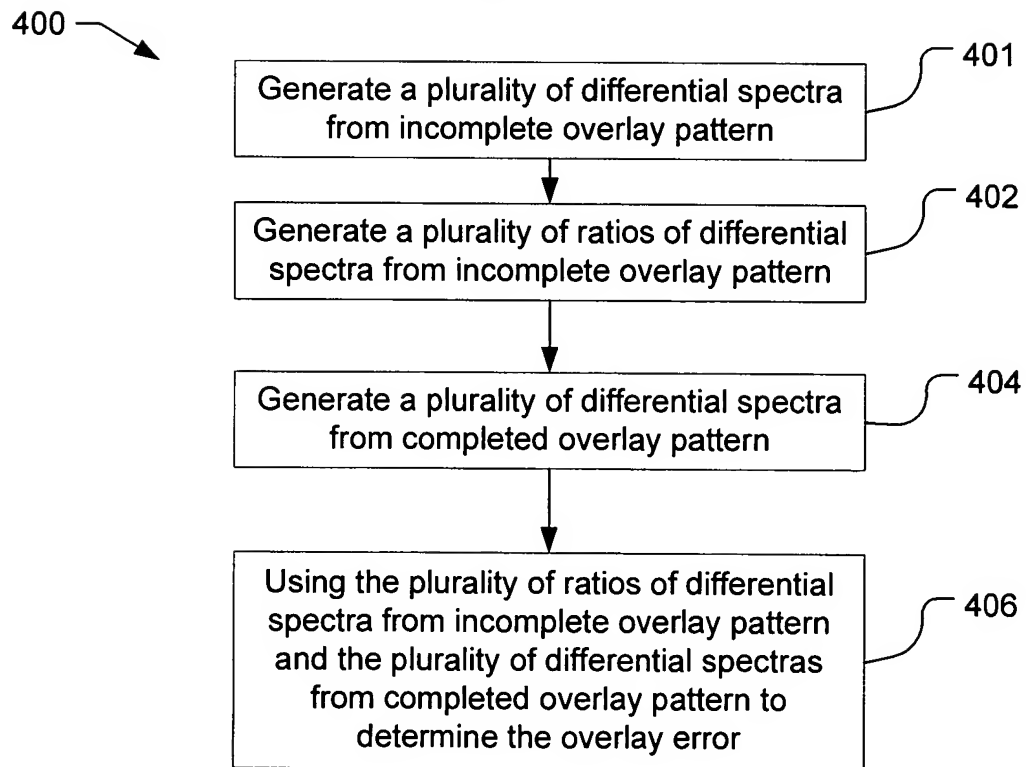 400
401
Generate a plurality of differential spectra
from incomplete overlay pattern
402
Generate a plurality of ratios of differential
spectra from incomplete overlay pattern
404
Generate a plurality of differential spectra
from completed overlay pattern
406
Using the plurality of ratios of differential
spectra from incomplete overlay pattern
and the plurality of differential spectras
from completed overlay pattern to
determine the overlay error